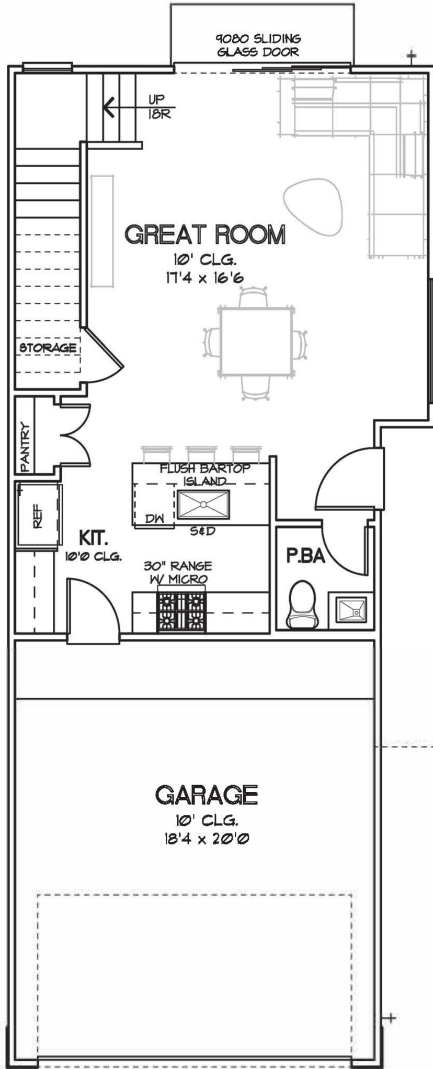 9080 SLIDING
GLASS DOOR
UP
18R
GREAT ROOM
10' CLG.
17'4 x 16'6
STORAGE
PANTRY
FLUSH BARTOP
ISLAND
REF
DW
S&D
KIT.
10'0 CLG.
30" RANGE
W/ MICRO
P.BA
GARAGE
10' CLG.
18'4 x 20'0